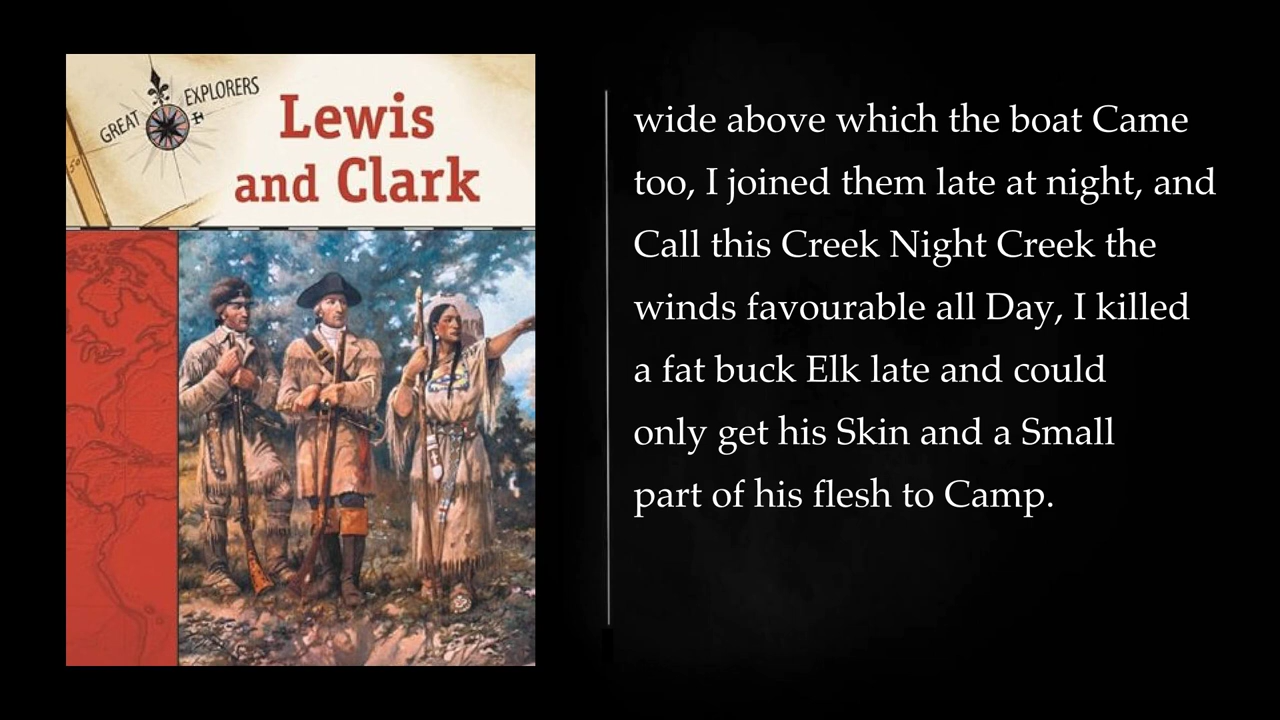 GREAT EXPLORERS
Lewis
and Clark
wide above which the boat Came
too, I joined them late at night, and
Call this Creek Night Creek the
winds favourable all Day, I killed
a fat buck Elk late and could
only get his Skin and a Small
part of his flesh to Camp.